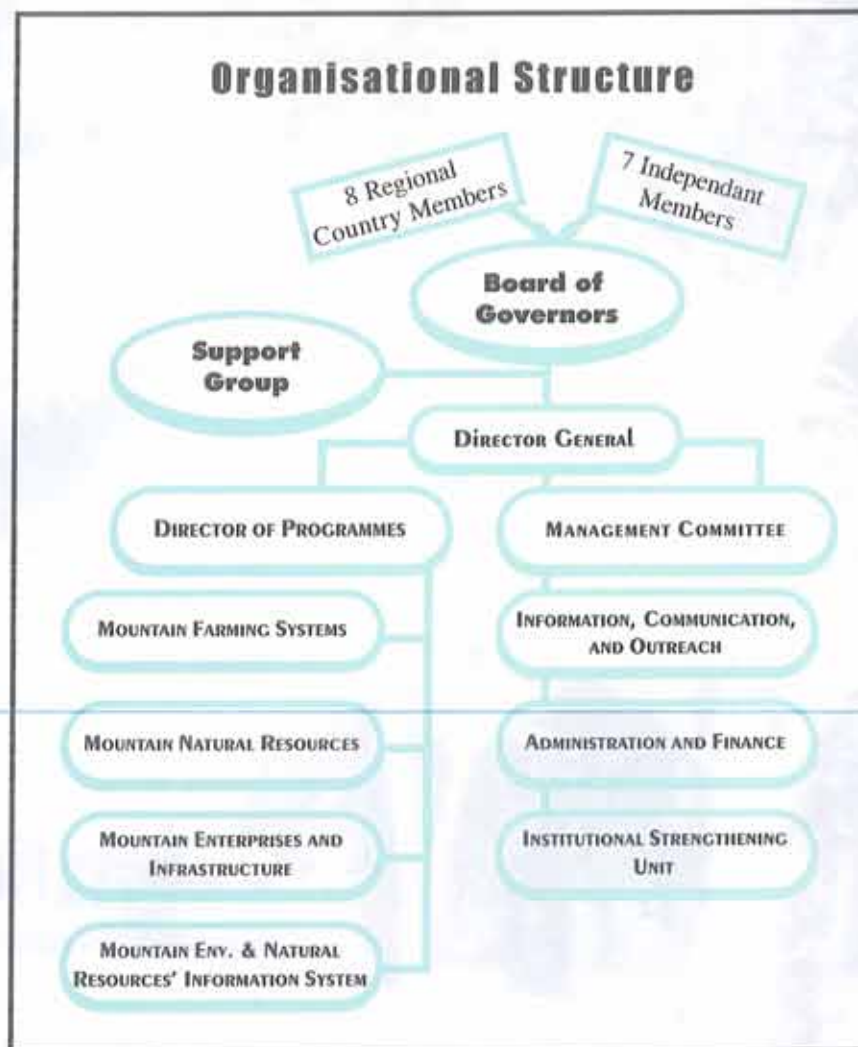 Organisational Structure
8 Regional
Country Members
7 Independant
Members
Board of
Governors
Support
Group
DIRECTOR GENERAL
DIRECTOR OF PROGRAMMES
MANAGEMENT COMMITTEE
MOUNTAIN FARMING SYSTEMS
INFORMATION, COMMUNICATION,
AND OUTREACH
MOUNTAIN NATURAL RESOURCES
ADMINISTRATION AND FINANCE
MOUNTAIN ENTERPRISES AND
INFRASTRUCTURE
INSTITUTIONAL STRENGTHENING
UNIT
MOUNTAIN ENV. & NATURAL
RESOURCES' INFORMATION SYSTEM